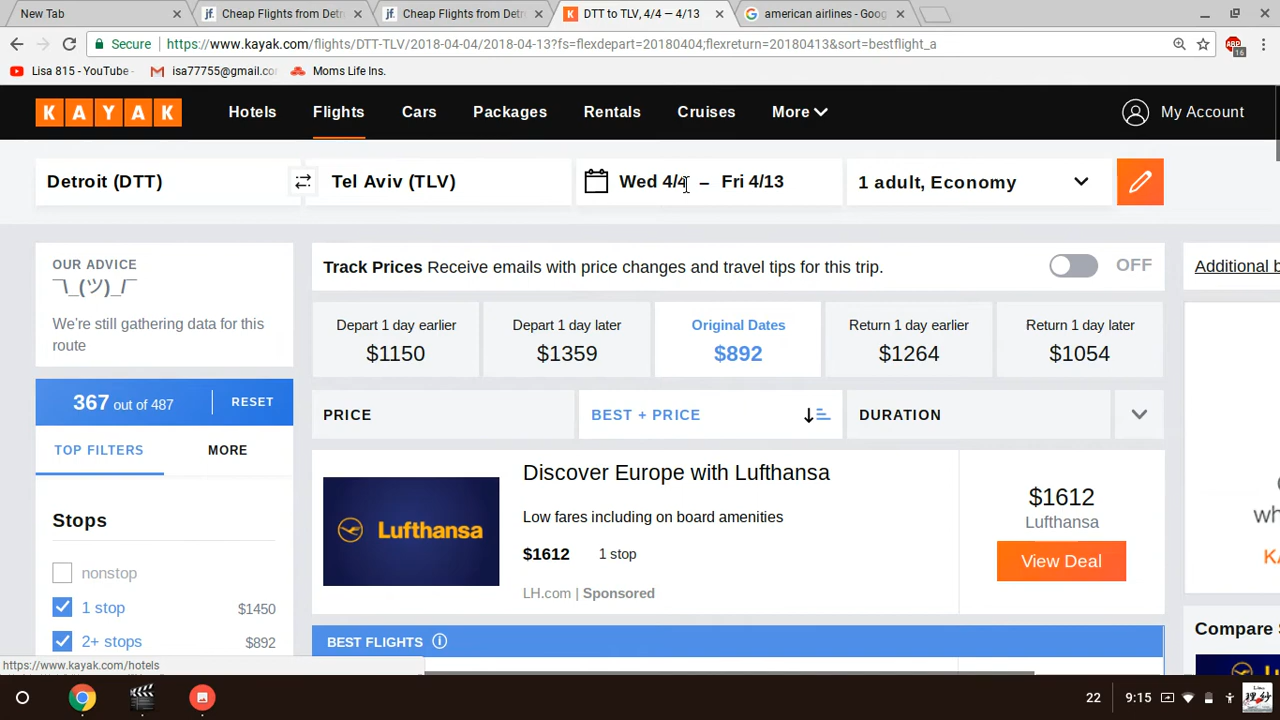 New Tab
jf. Cheap Flights from Detr
jf. Cheap Flights from Detr
K DTT to TLV, 4/4 — 4/13
american airlines - Goog
Secure https://www.kayak.com/flights/DTT-TLV/2018-04-04/2018-04-13?fs=flexdepart=20180404;flexreturn=20180413&sort=bestflight_a
ABP 16
Lisa 815 - YouTube
isa77755@gmail.co
Moms Life Ins.
KAYAK
Hotels Flights Cars Packages Rentals Cruises More
My Account
Detroit (DTT)
Tel Aviv (TLV)
Wed 4/4 – Fri 4/13
1 adult, Economy
OUR ADVICE
¯\_(ツ)_/¯
We're still gathering data for this
route
Track Prices Receive emails with price changes and travel tips for this trip.
OFF
Additional b
Depart 1 day earlier
$1150
Depart 1 day later
$1359
Original Dates
$892
Return 1 day earlier
$1264
Return 1 day later
$1054
367 out of 487
RESET
TOP FILTERS
MORE
PRICE
BEST + PRICE
DURATION
Stops
nonstop
1 stop $1450
2+ stops $892
Lufthansa
Discover Europe with Lufthansa
Low fares including on board amenities
$1612 1 stop
LH.com | Sponsored
$1612
Lufthansa
View Deal
wh
KA
Compare
BEST FLIGHTS
https://www.kayak.com/hotels
22
9:15